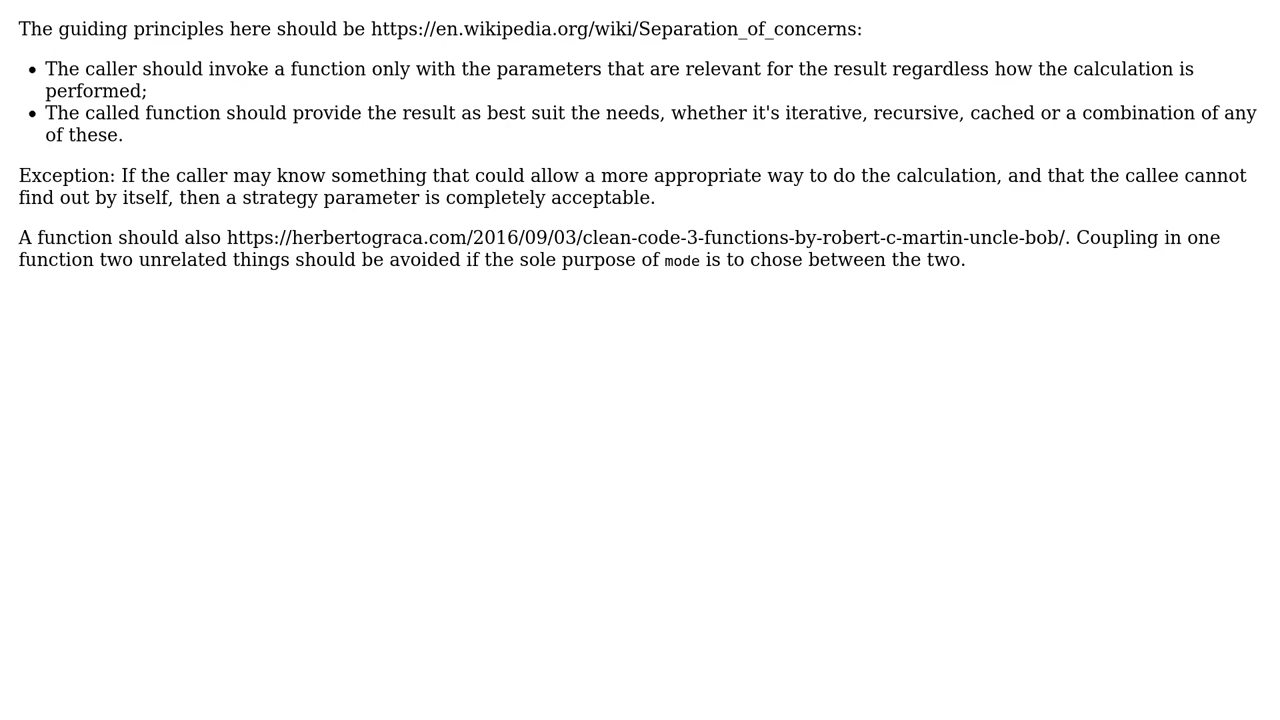 The guiding principles here should be https://en.wikipedia.org/wiki/Separation_of_concerns:
• The caller should invoke a function only with the parameters that are relevant for the result regardless how the calculation is
performed;
• The called function should provide the result as best suit the needs, whether it's iterative, recursive, cached or a combination of any
of these.
Exception: If the caller may know something that could allow a more appropriate way to do the calculation, and that the callee cannot
find out by itself, then a strategy parameter is completely acceptable.
A function should also https://herbertograca.com/2016/09/03/clean-code-3-functions-by-robert-c-martin-uncle-bob/. Coupling in one
function two unrelated things should be avoided if the sole purpose of mode is to chose between the two.